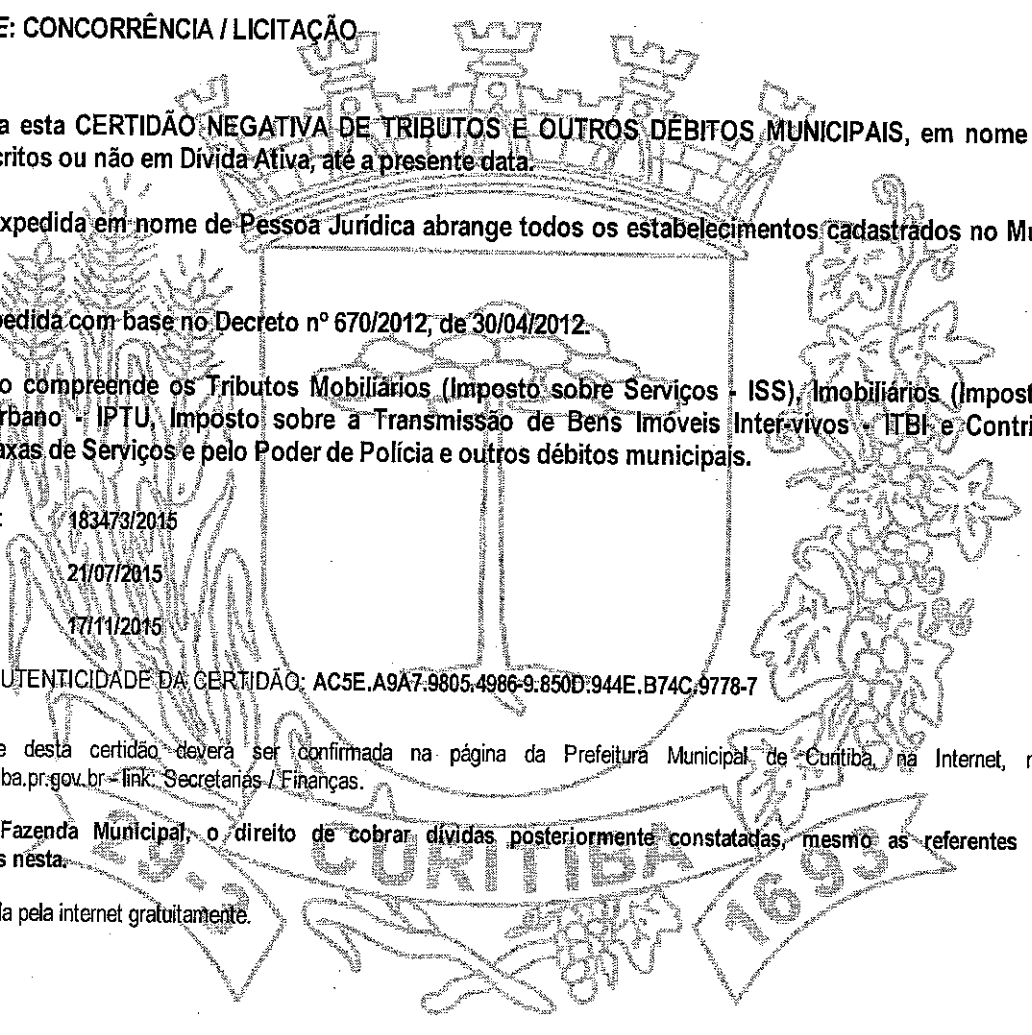 E: CONCORRÊNCIA / LICITAÇÃO
a esta CERTIDÃO NEGATIVA DE TRIBUTOS E OUTROS DÉBITOS MUNICIPAIS, em nome
critos ou não em Dívida Ativa, até a presente data.
xpedida em nome de Pessoa Jurídica abrange todos os estabelecimentos cadastrados no Mu
pedida com base no Decreto nº 670/2012, de 30/04/2012.
o compreende os Tributos Mobiliários (Imposto sobre Serviços - ISS), Imobiliários (Impost
rbano - IPTU, Imposto sobre a Transmissão de Bens Imóveis Inter-vivos - ITBI e Contri
axas de Serviços e pelo Poder de Polícia e outros débitos municipais.
: 183473/2015
21/07/2015
17/11/2015
UTENTICIDADE DA CERTIDÃO: AC5E.A9A7.9805.4986-9.850D.944E.B74C.9778-7
e desta certidão deverá ser confirmada na página da Prefeitura Municipal de Curitiba, na Internet, n
ba.pr.gov.br - link: Secretarias / Finanças.
Fazenda Municipal, o direito de cobrar dívidas posteriormente constatadas, mesmo as referentes
s nesta.
da pela internet gratuitamente.
29-3 CURITIBA 1693